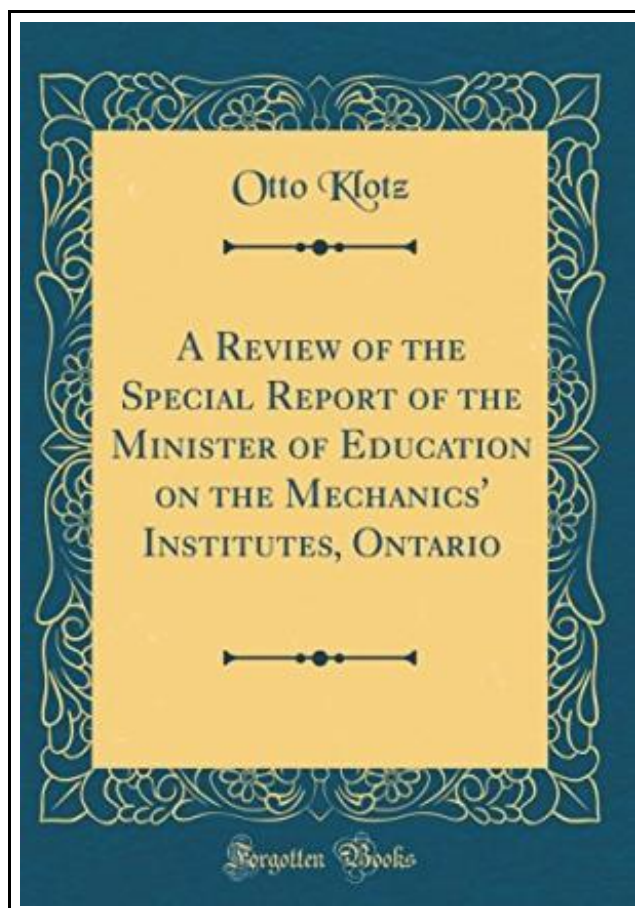 Otto Klotz
A Review of the
Special Report of the
Minister of Education
on the Mechanics'
Institutes, Ontario
Forgotten Books